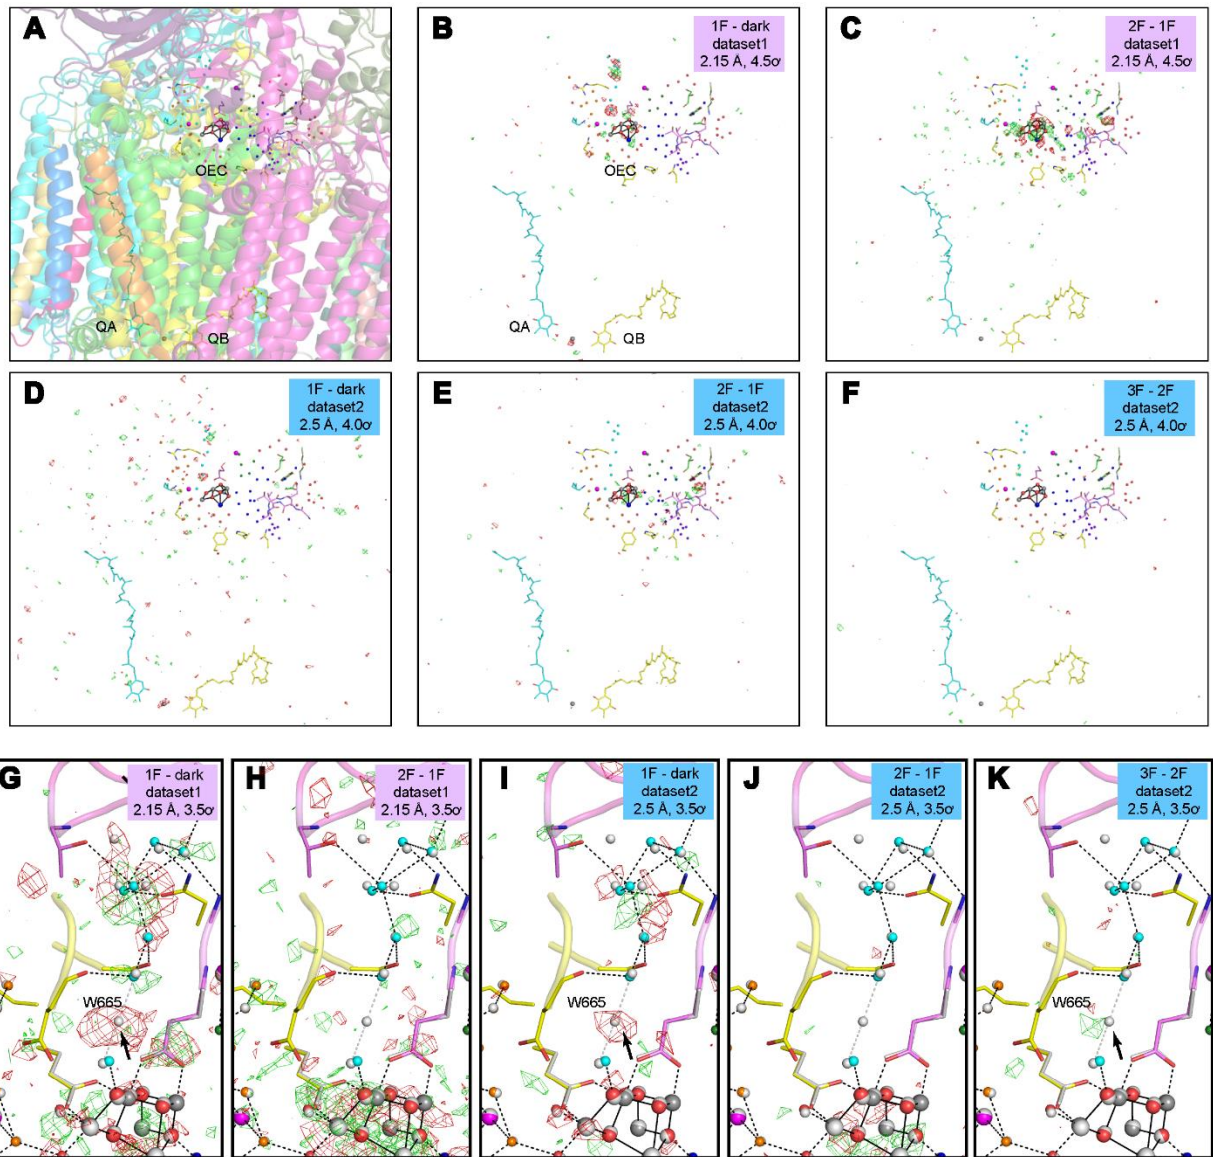 A
OEC
QA
QB
B
1F - dark
dataset1
2.15 Å, 4.5σ
OEC
QA
QB
C
2F - 1F
dataset1
2.15 Å, 4.5σ
D
1F - dark
dataset2
2.5 Å, 4.0σ
E
2F - 1F
dataset2
2.5 Å, 4.0σ
F
3F - 2F
dataset2
2.5 Å, 4.0σ
G
1F - dark
dataset1
2.15 Å, 3.5σ
W665
H
2F - 1F
dataset1
2.15 Å, 3.5σ
I
1F - dark
dataset2
2.5 Å, 3.5σ
W665
J
2F - 1F
dataset2
2.5 Å, 3.5σ
K
3F - 2F
dataset2
2.5 Å, 3.5σ
W665